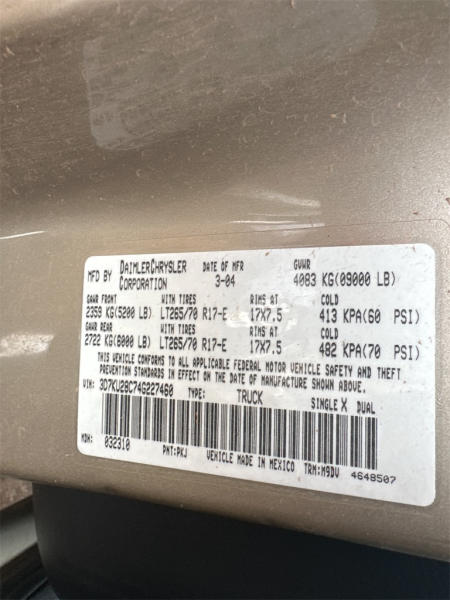 MFD BY DAIMLERCHRYSLER CORPORATION DATE OF MFR 3-04 GVWR 4083 KG(09000 LB)
GAWR FRONT WITH TIRES RIMS AT COLD
2359 KG(5200 LB) LT265/70 R17-E 17X7.5 413 KPA(60 PSI)
GAWR REAR WITH TIRES RIMS AT COLD
2722 KG(6000 LB) LT265/70 R17-E 17X7.5 482 KPA(70 PSI)
THIS VEHICLE CONFORMS TO ALL APPLICABLE FEDERAL MOTOR VEHICLE SAFETY AND THEFT
PREVENTION STANDARDS IN EFFECT ON THE DATE OF MANUFACTURE SHOWN ABOVE.
VIN: 3D7KU28C74G227460 TYPE: TRUCK SINGLE X DUAL
MDH: 032310 PNT:PKJ VEHICLE MADE IN MEXICO TRM:M9DV 4648507